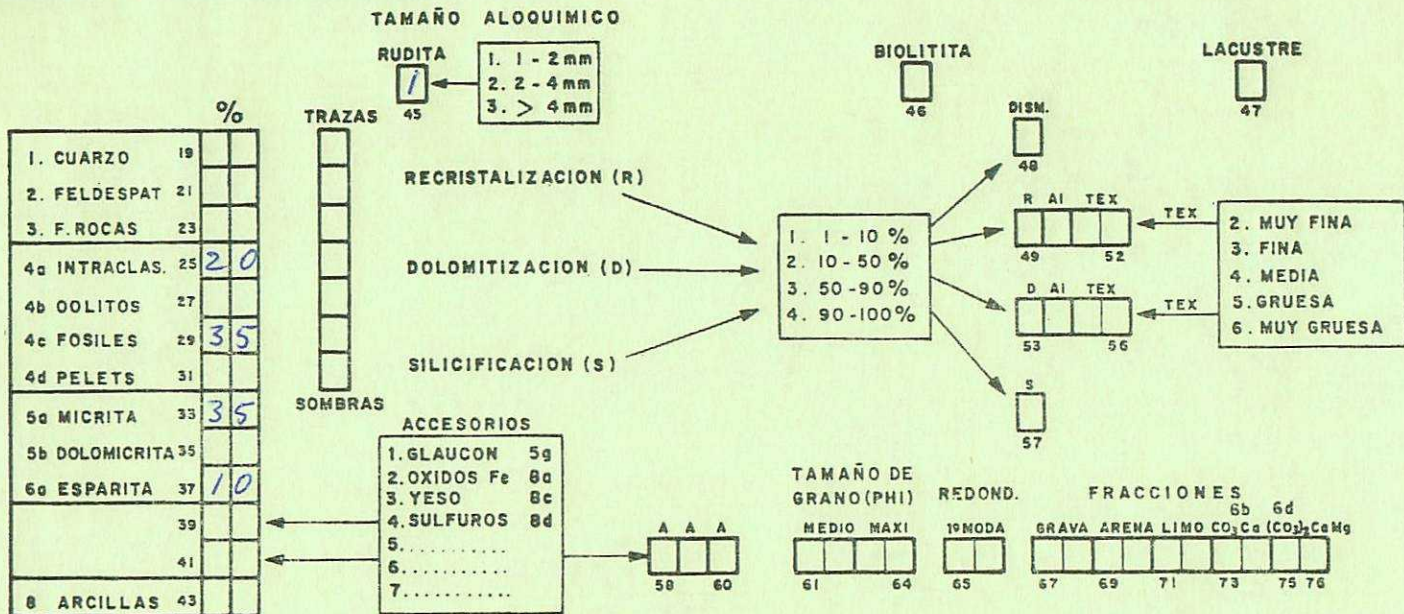 TAMAÑO ALOQUIMICO
RUDITA
1
45
1. 1 - 2 mm
2. 2 - 4 mm
3. > 4 mm
BIOLITITA
46
LACUSTRE
47
%
1. CUARZO 19
2. FELDESPAT 21
3. F. ROCAS 23
4a INTRACLAS. 25 2 0
4b OOLITOS 27
4c FOSILES 29 3 5
4d PELETS 31
5a MICRITA 33 3 5
5b DOLOMICRITA 35
6a ESPARITA 37 1 0
39
41
8 ARCILLAS 43
TRAZAS
SOMBRAS
RECRISTALIZACION (R)
DOLOMITIZACION (D)
SILICIFICACION (S)
1. 1 - 10 %
2. 10 - 50 %
3. 50 - 90 %
4. 90 - 100%
DISM.
48
R AI TEX
49 52
D AI TEX
53 56
S
57
TEX
TEX
2. MUY FINA
3. FINA
4. MEDIA
5. GRUESA
6. MUY GRUESA
ACCESORIOS
1. GLAUCON 5g
2. OXIDOS Fe 8a
3. YESO 8c
4. SULFUROS 8d
5. ..........
6. ..........
7. ..........
A A A
58 60
TAMAÑO DE
GRANO (PHI)
MEDIO MAXI
61 64
REDOND.
1ªMODA
65
FRACCIONES
6b 6d
GRAVA ARENA LIMO CO₃Ca (CO₃)₂CaMg
67 69 71 73 75 76